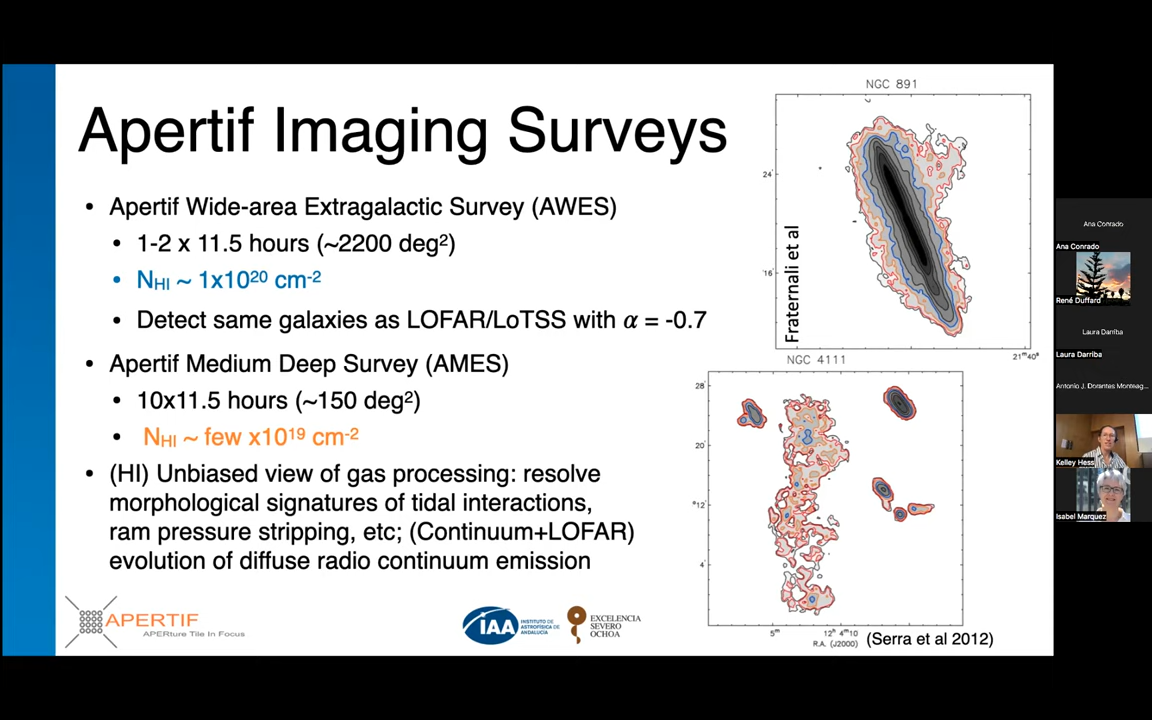 Apertif Imaging Surveys
• Apertif Wide-area Extragalactic Survey (AWES)
• 1-2 x 11.5 hours (~2200 deg²)
• NHI ~ 1x10²⁰ cm⁻²
• Detect same galaxies as LOFAR/LoTSS with 𝛼 = -0.7
• Apertif Medium Deep Survey (AMES)
• 10x11.5 hours (~150 deg²)
• NHI ~ few x10¹⁹ cm⁻²
• (HI) Unbiased view of gas processing: resolve
morphological signatures of tidal interactions,
ram pressure stripping, etc; (Continuum+LOFAR)
evolution of diffuse radio continuum emission
APERTIF
APERture Tile In Focus
IAA
INSTITUTO DE
ASTROFÍSICA DE
ANDALUCÍA
EXCELENCIA
SEVERO
OCHOA
NGC 891
24'
16
Fraternali et al
21ᵐ40ˢ
NGC 4111
28'
20
12
4
5ᵐ
12ʰ 4ᵐ10
R.A. (J2000)
(Serra et al 2012)
Ana Conrado
Ana Conrado
René Duffard
Laura Darriba
Laura Darriba
Antonio J. Dorantes Monteag...
Kelley Hess
Isabel Marquez